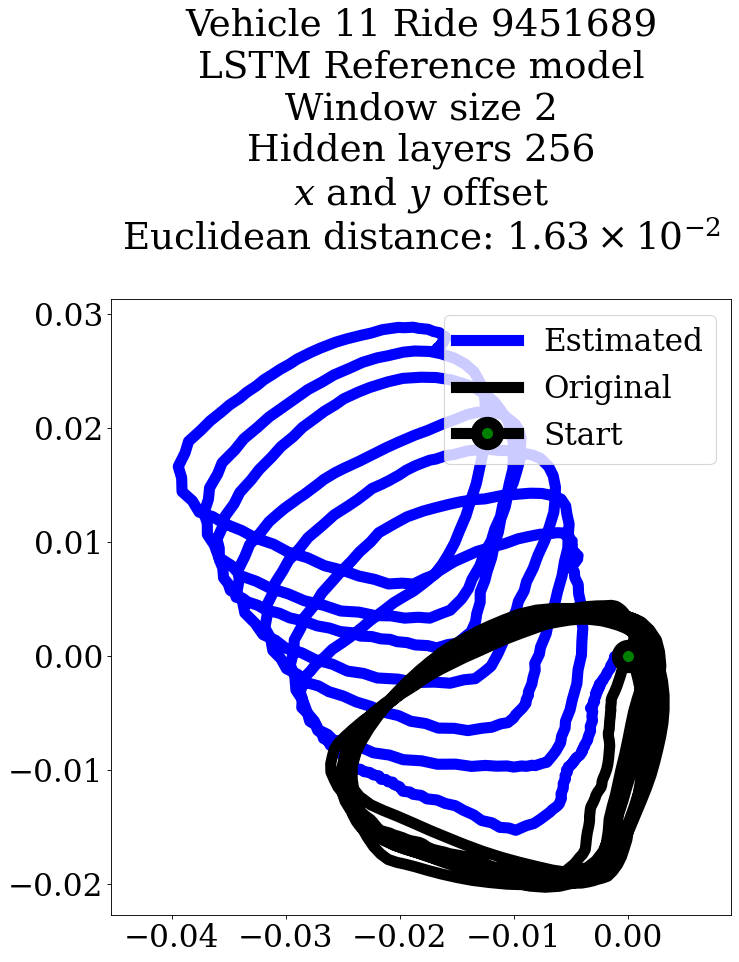 Vehicle 11 Ride 9451689
LSTM Reference model
Window size 2
Hidden layers 256
x and y offset
Euclidean distance: 1.63 × 10⁻²
0.03
0.02
0.01
0.00
−0.01
−0.02
Estimated
Original
Start
−0.04 −0.03 −0.02 −0.01 0.00